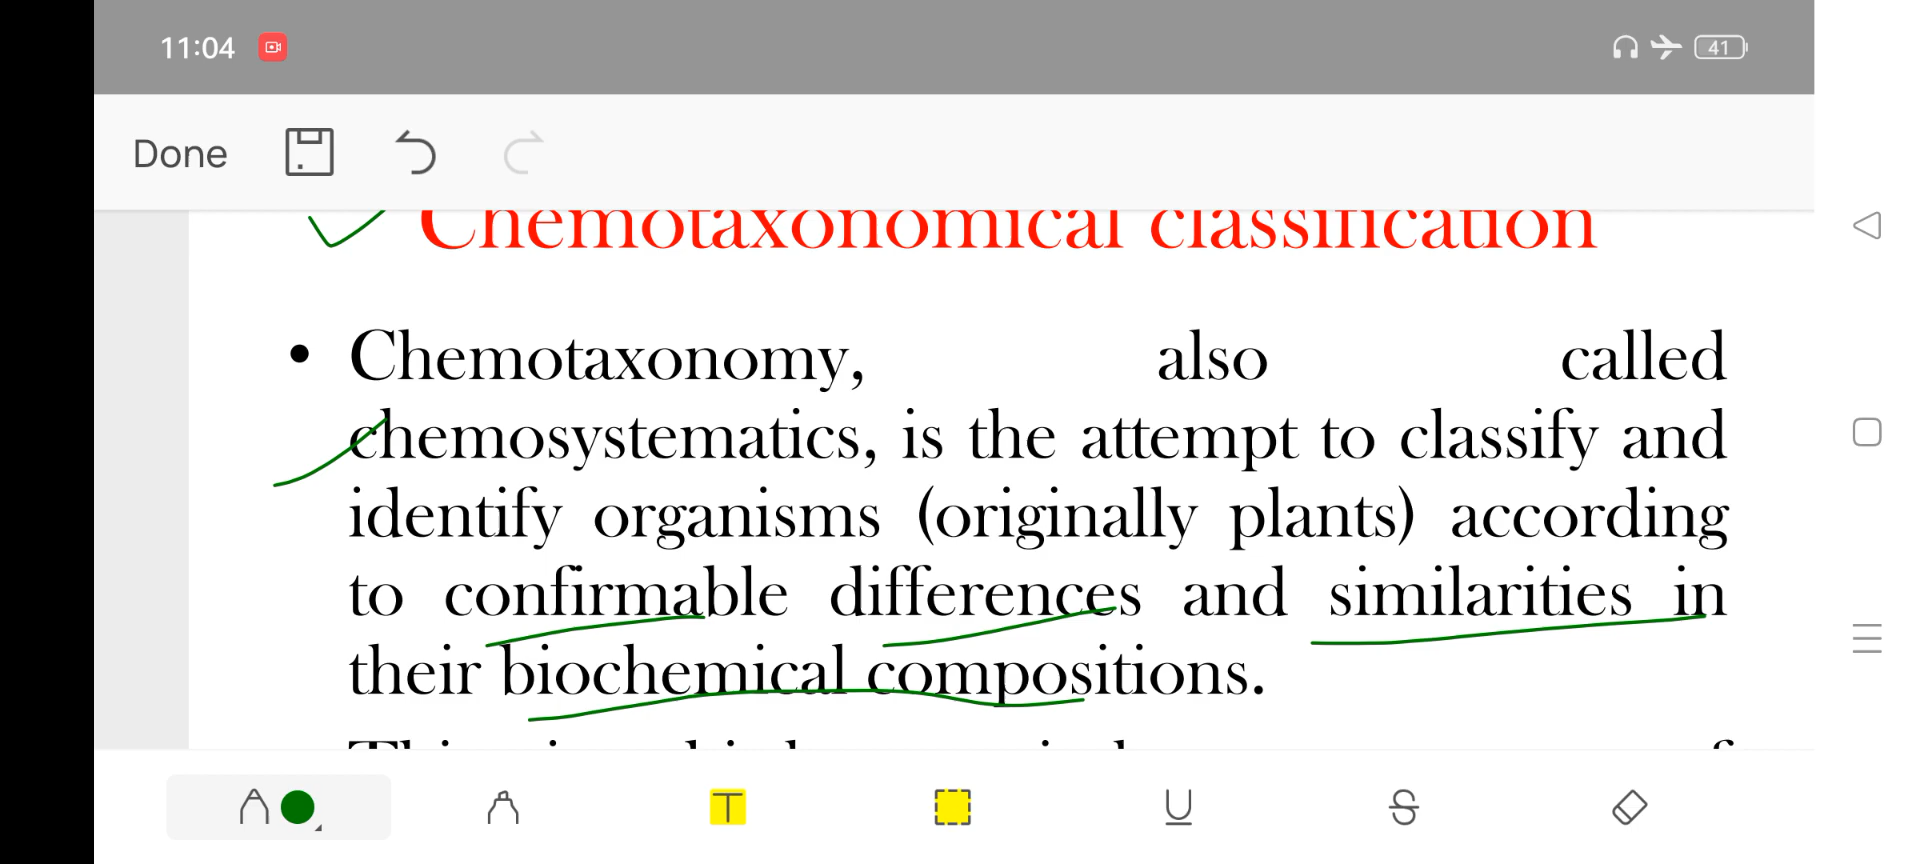 11:04
41
Done
Chemotaxonomical classification
• Chemotaxonomy, also called
chemosystematics, is the attempt to classify and
identify organisms (originally plants) according
to confirmable differences and similarities in
their biochemical compositions.